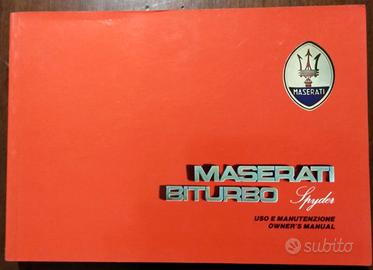 MASERATI
MASERATI
BITURBO Spyder
USO E MANUTENZIONE
OWNER'S MANUAL
subito